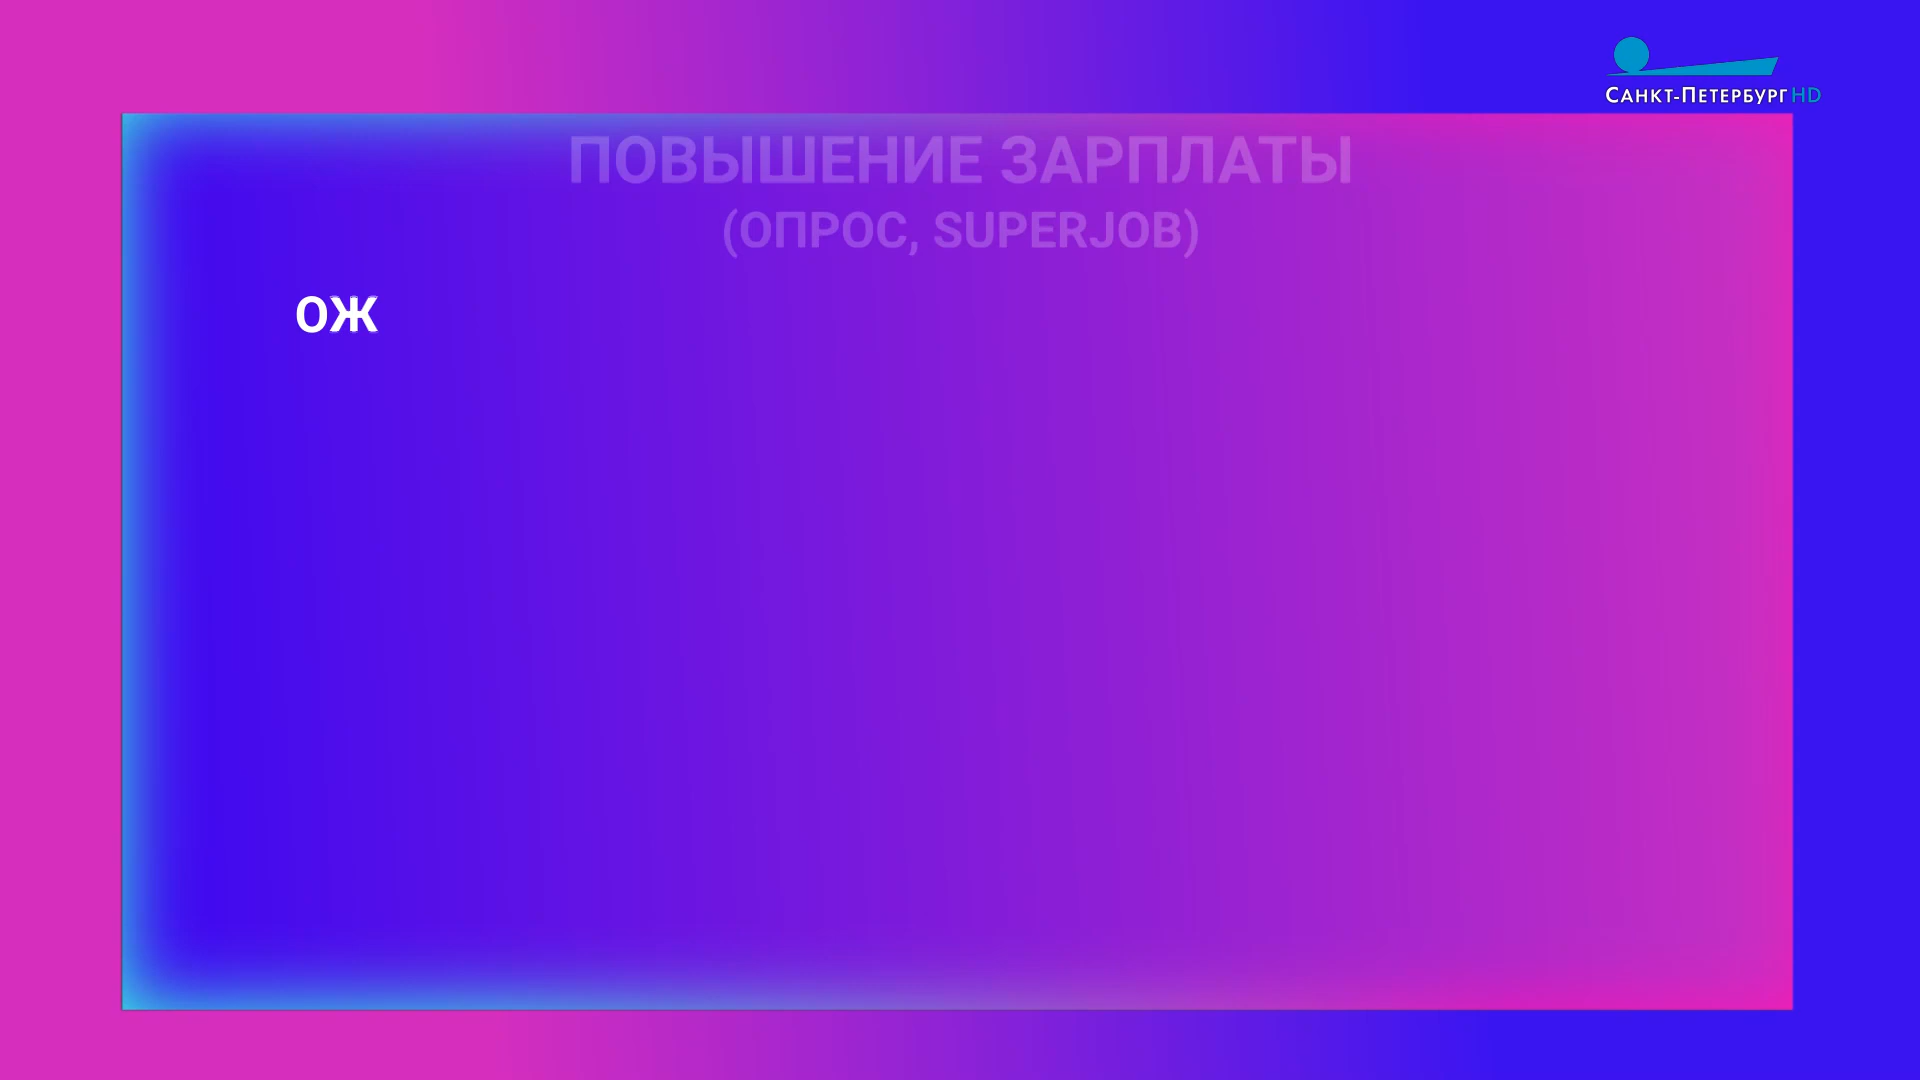 САНКТ-ПЕТЕРБУРГ HD
ПОВЫШЕНИЕ ЗАРПЛАТЫ
(ОПРОС, SUPERJOB)
ОЖ